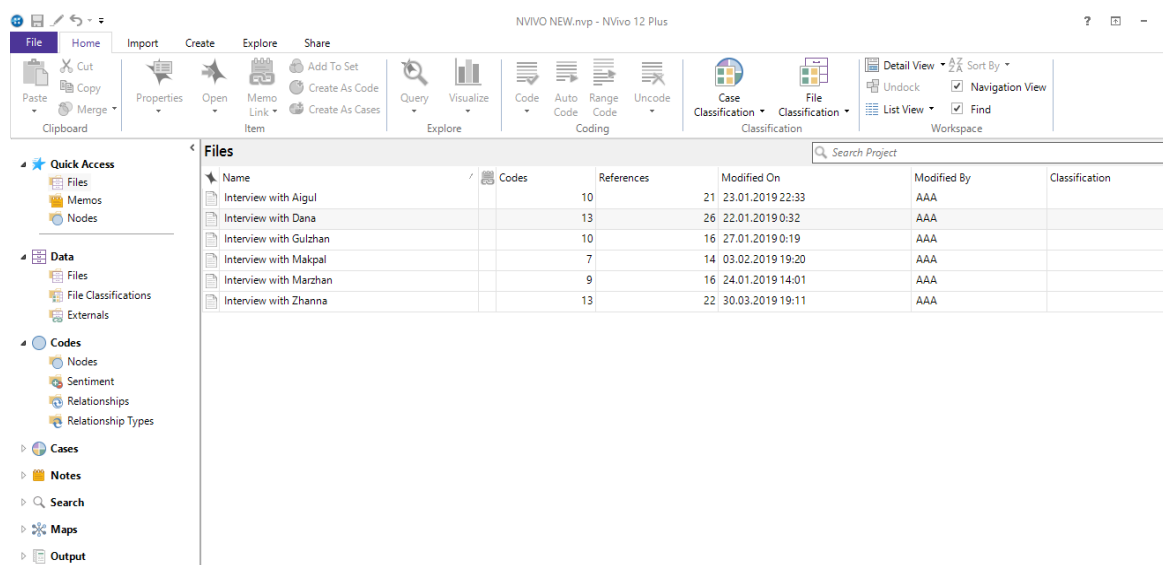 NVIVO NEW.nvp - NVivo 12 Plus
File Home Import Create Explore Share
Paste
Cut
Copy
Merge
Clipboard
Properties
Open
Memo Link
Add To Set
Create As Code
Create As Cases
Item
Query
Visualize
Explore
Code
Auto Code
Range Code
Uncode
Coding
Case Classification
File Classification
Classification
Detail View
Sort By
Undock
Navigation View
List View
Find
Workspace
Quick Access
Files
Memos
Nodes
Data
Files
File Classifications
Externals
Codes
Nodes
Sentiment
Relationships
Relationship Types
Cases
Notes
Search
Maps
Output
Files
Search Project
Name Codes References Modified On Modified By Classification
Interview with Aigul 10 21 23.01.2019 22:33 AAA
Interview with Dana 13 26 22.01.2019 0:32 AAA
Interview with Gulzhan 10 16 27.01.2019 0:19 AAA
Interview with Makpal 7 14 03.02.2019 19:20 AAA
Interview with Marzhan 9 16 24.01.2019 14:01 AAA
Interview with Zhanna 13 22 30.03.2019 19:11 AAA